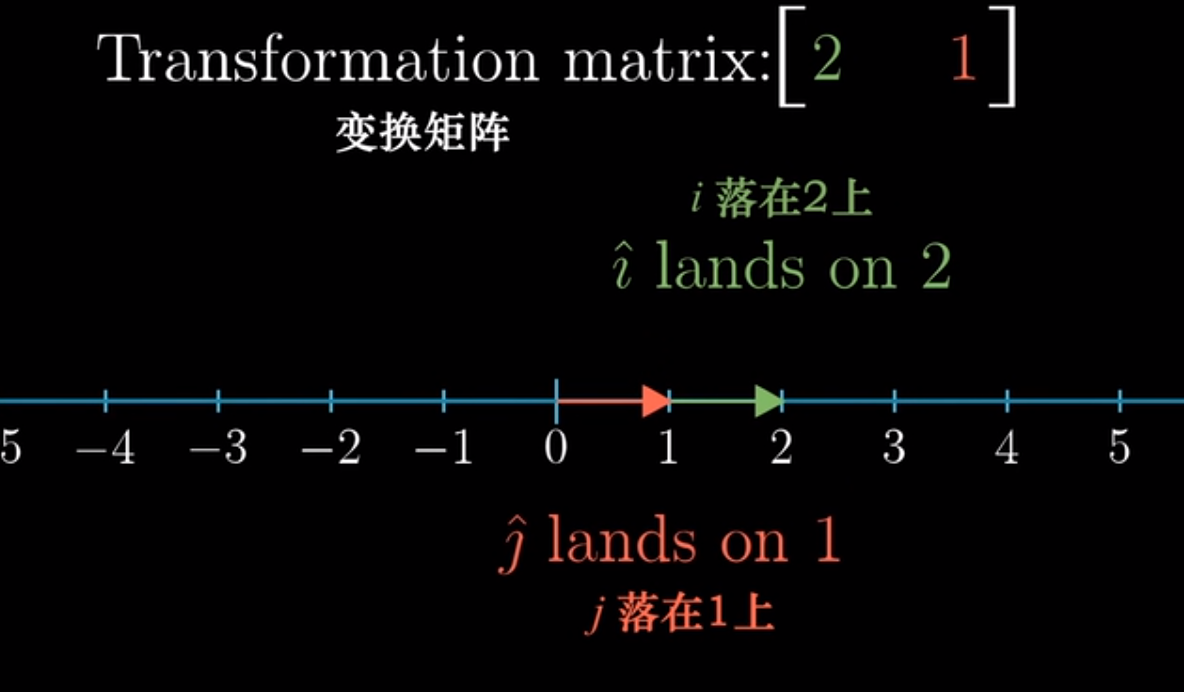 Transformation matrix:[2 1]
变换矩阵
i 落在2上
î lands on 2
5 −4 −3 −2 −1 0 1 2 3 4 5
ĵ lands on 1
j 落在1上